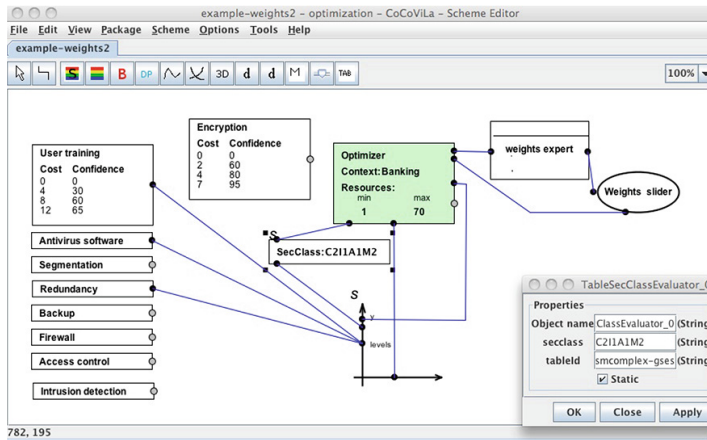 example-weights2 – optimization – CoCoViLa – Scheme Editor
File Edit View Package Scheme Options Tools Help
example-weights2
S B DP 3D d d M TAB 100%
User training
Cost Confidence
0 0
4 30
8 60
12 65
Encryption
Cost Confidence
0 0
2 60
4 80
7 95
Optimizer
Context:Banking
Resources:
min max
1 70
weights expert
Weights slider
Antivirus software
Segmentation
Redundancy
Backup
Firewall
Access control
Intrusion detection
S
SecClass:C2I1A1M2
S
y
levels
TableSecClassEvaluator_0
Properties
Object name ClassEvaluator_0 (String
secclass C2I1A1M2 (String
tableId smcomplex-gses (String
Static
OK Close Apply
782, 195